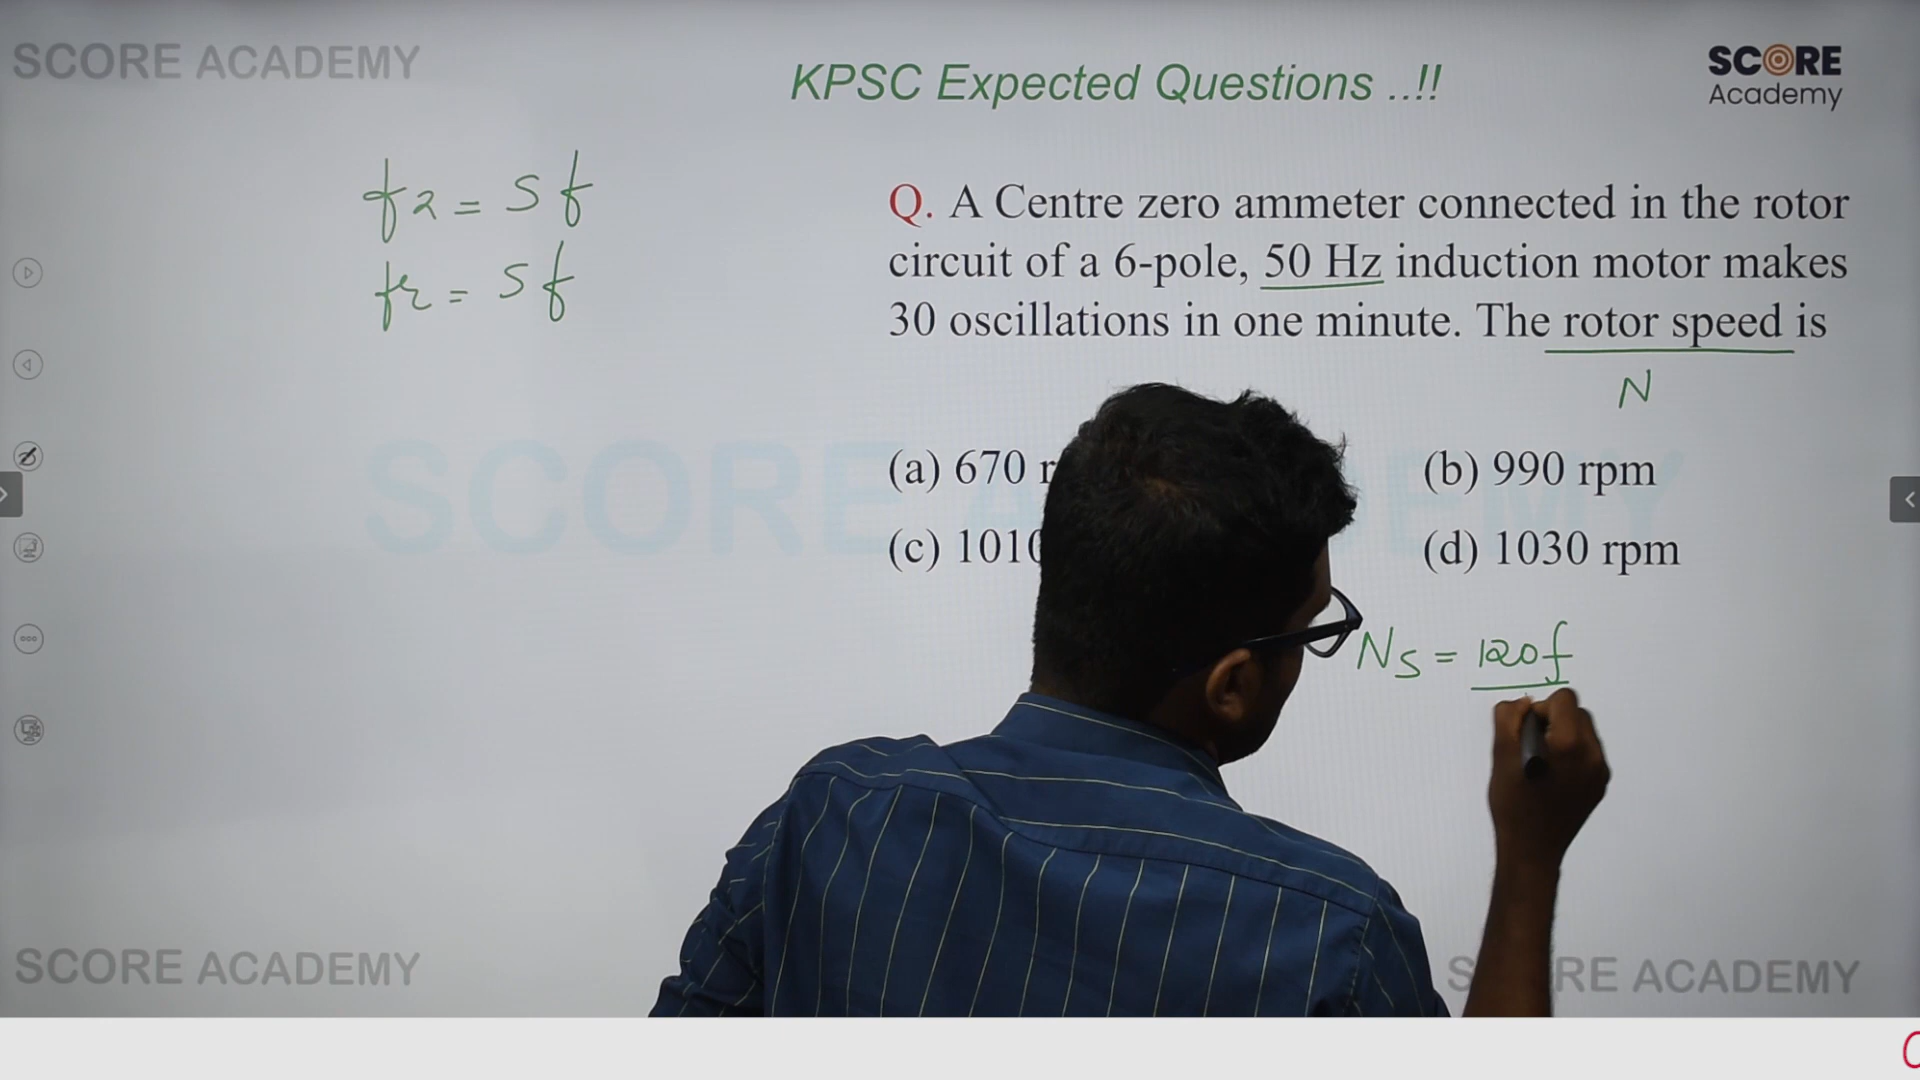 SCORE ACADEMY
KPSC Expected Questions ..!!
SCORE
Academy
f2 = sf
fr = sf
Q. A Centre zero ammeter connected in the rotor
circuit of a 6-pole, 50 Hz induction motor makes
30 oscillations in one minute. The rotor speed is
N
(a) 670 (b) 990 rpm
(c) 1010 (d) 1030 rpm
Ns = 120f
SCORE ACADEMY